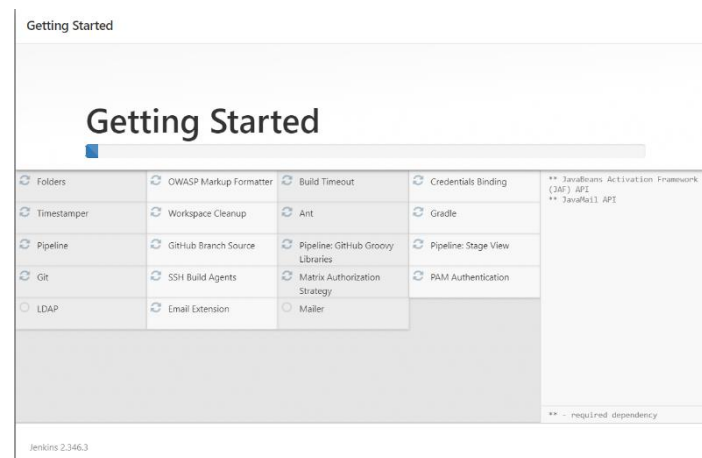 Getting Started
Getting Started
Folders
OWASP Markup Formatter
Build Timeout
Credentials Binding
Timestamper
Workspace Cleanup
Ant
Gradle
Pipeline
GitHub Branch Source
Pipeline: GitHub Groovy
Libraries
Pipeline: Stage View
Git
SSH Build Agents
Matrix Authorization
Strategy
PAM Authentication
LDAP
Email Extension
Mailer
** JavaBeans Activation Framework
(JAF) API
** JavaMail API
** - required dependency
Jenkins 2.346.3